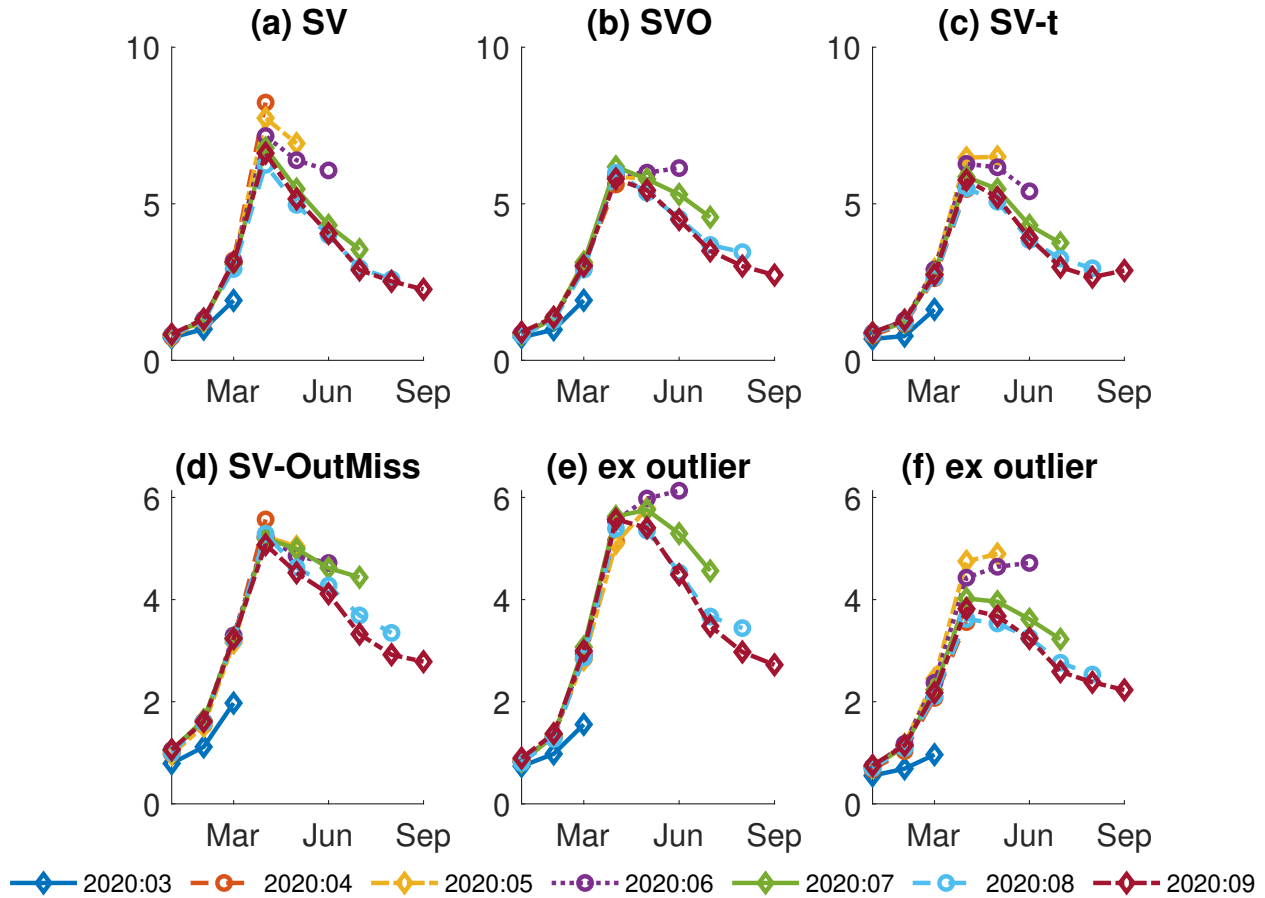 (a) SV
(b) SVO
(c) SV-t
10
5
0
Mar Jun Sep
10
5
0
Mar Jun Sep
10
5
0
Mar Jun Sep
(d) SV-OutMiss
(e) ex outlier
(f) ex outlier
6
4
2
0
Mar Jun Sep
6
4
2
0
Mar Jun Sep
6
4
2
0
Mar Jun Sep
2020:03 2020:04 2020:05 2020:06 2020:07 2020:08 2020:09